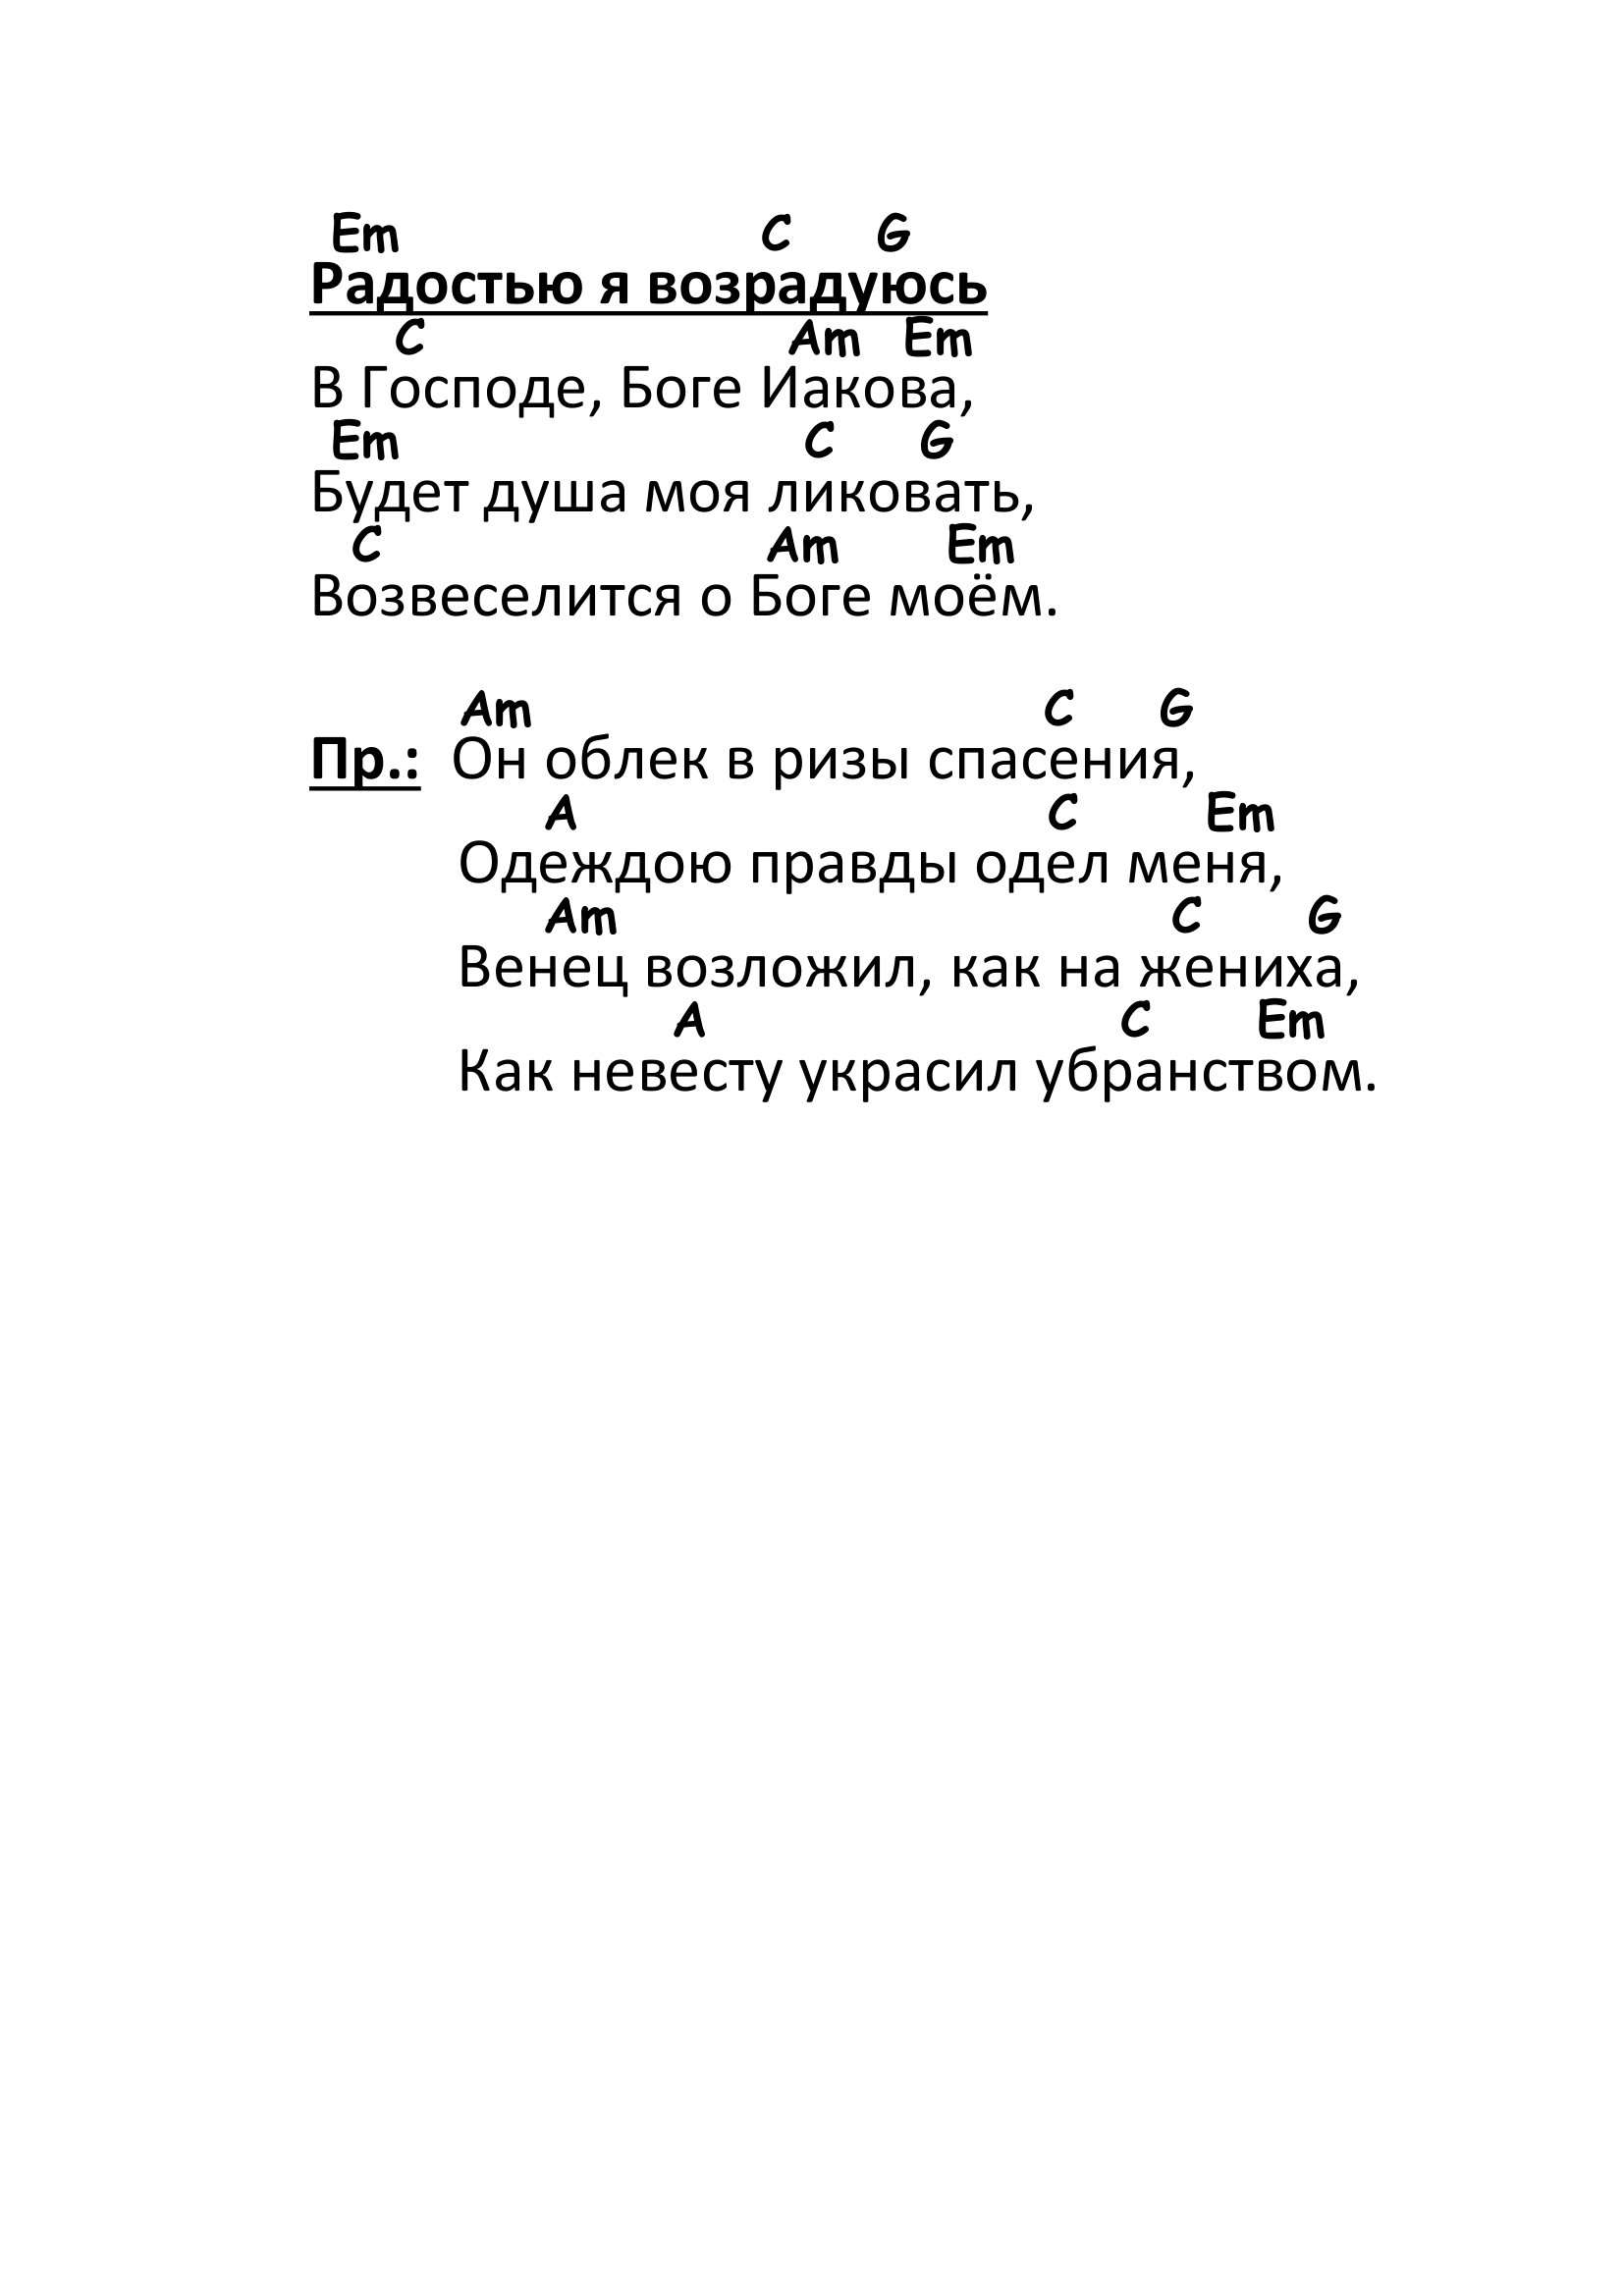 Em C G
Радостью я возрадуюсь
C Am Em
В Господе, Боге Иакова,
Em C G
Будет душа моя ликовать,
C Am Em
Возвеселится о Боге моём.
Am C G
Пр.: Он облек в ризы спасения,
A C Em
Одеждою правды одел меня,
Am C G
Венец возложил, как на жениха,
A C Em
Как невесту украсил убранством.